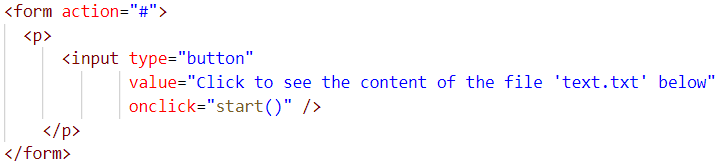 <form action="#">
<p>
<input type="button"
value="Click to see the content of the file 'text.txt' below"
onclick="start()" />
</p>
</form>